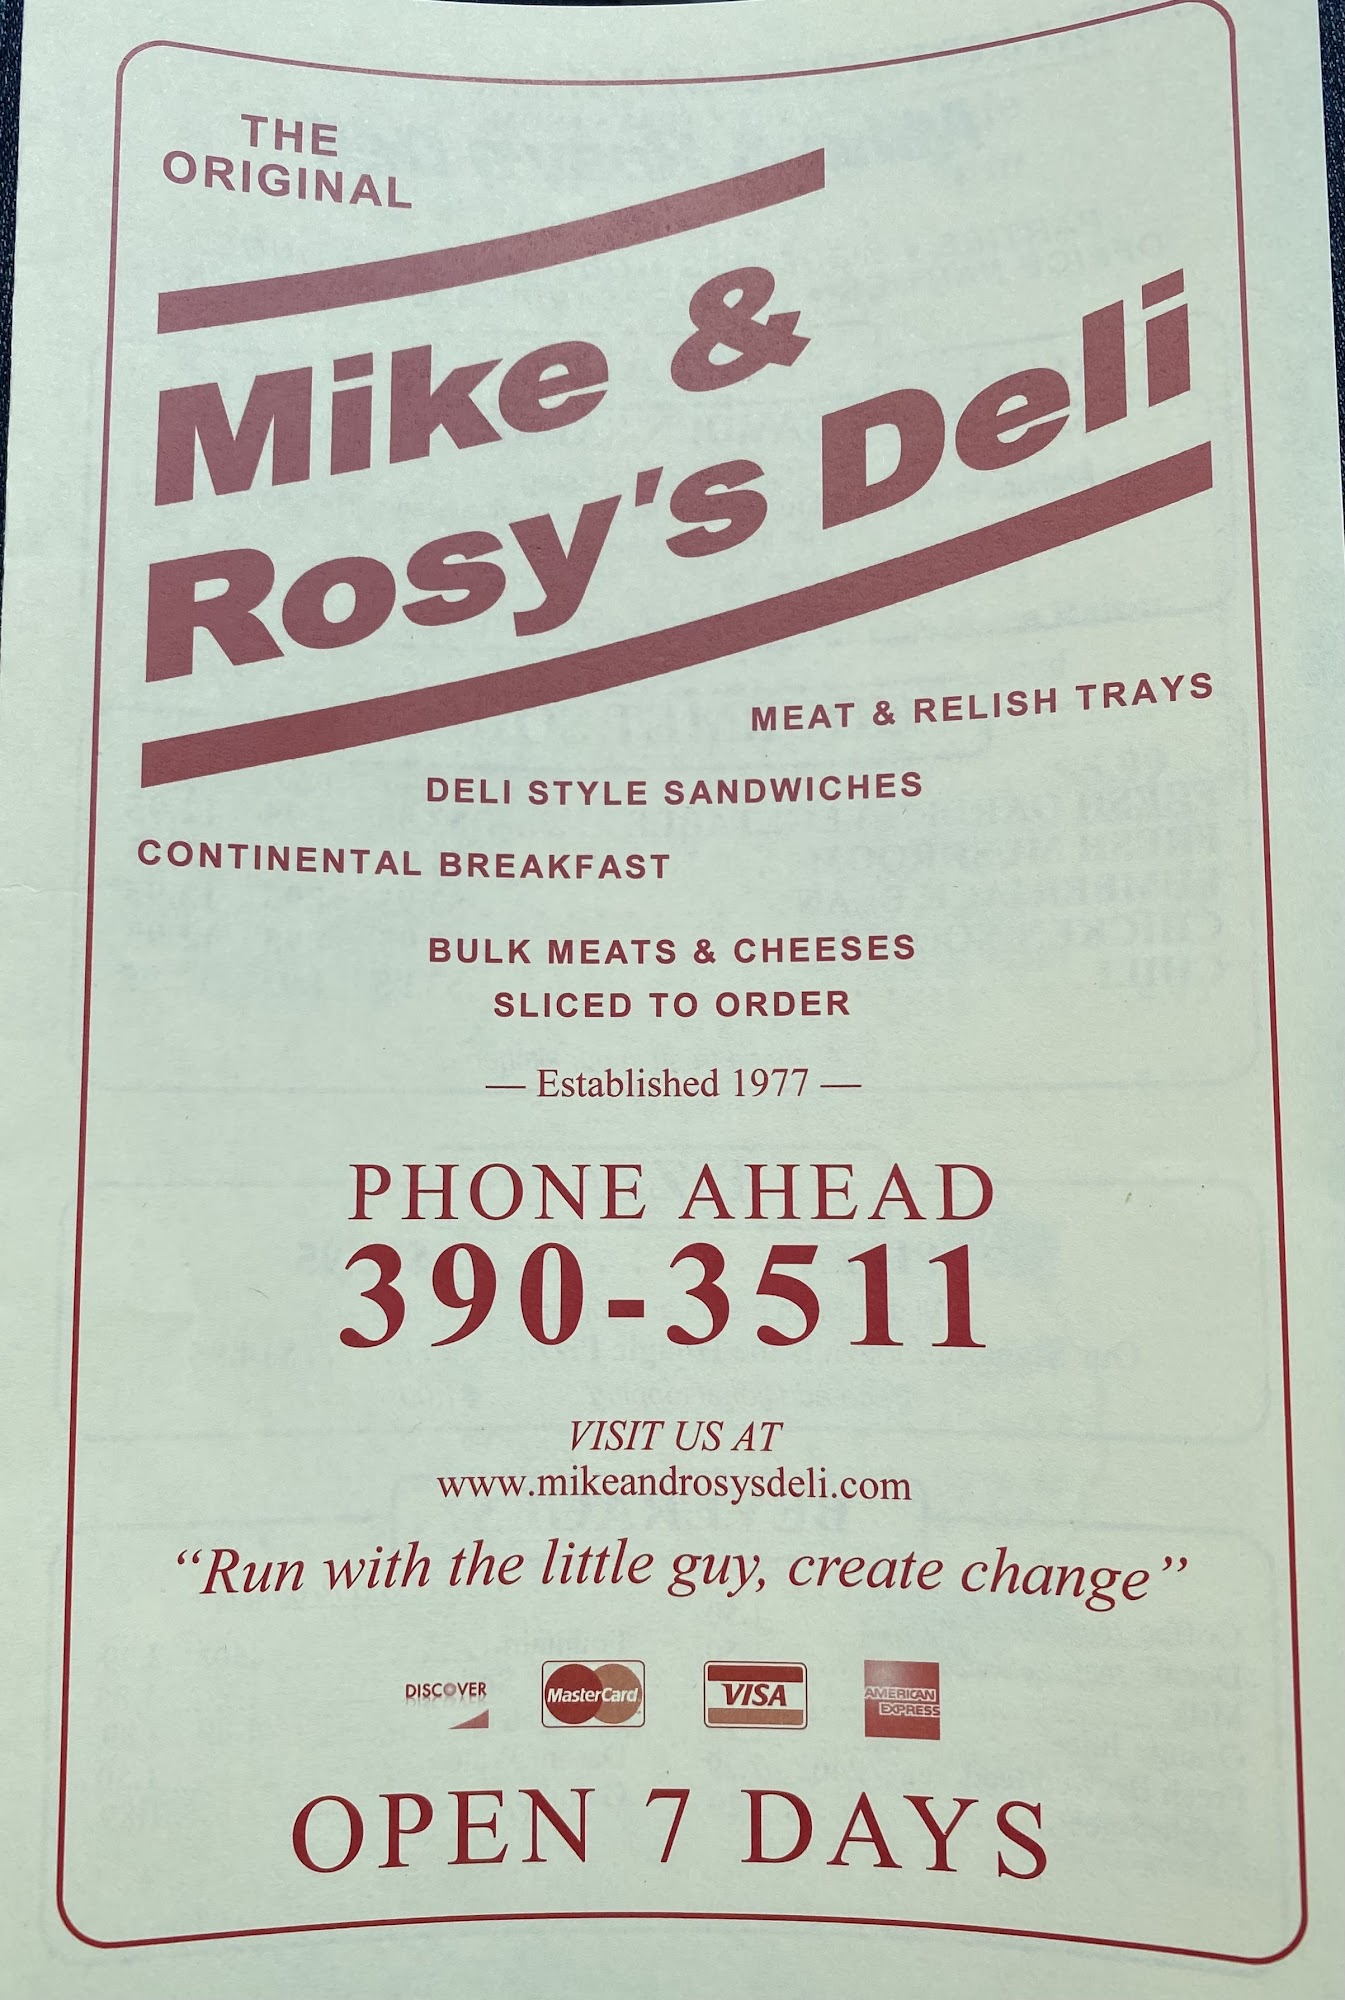 THE
ORIGINAL
Mike &
Rosy's Deli
MEAT & RELISH TRAYS
DELI STYLE SANDWICHES
CONTINENTAL BREAKFAST
BULK MEATS & CHEESES
SLICED TO ORDER
— Established 1977 —
PHONE AHEAD
390-3511
VISIT US AT
www.mikeandrosysdeli.com
“Run with the little guy, create change”
DISCOVER MasterCard VISA AMERICAN
EXPRESS
OPEN 7 DAYS